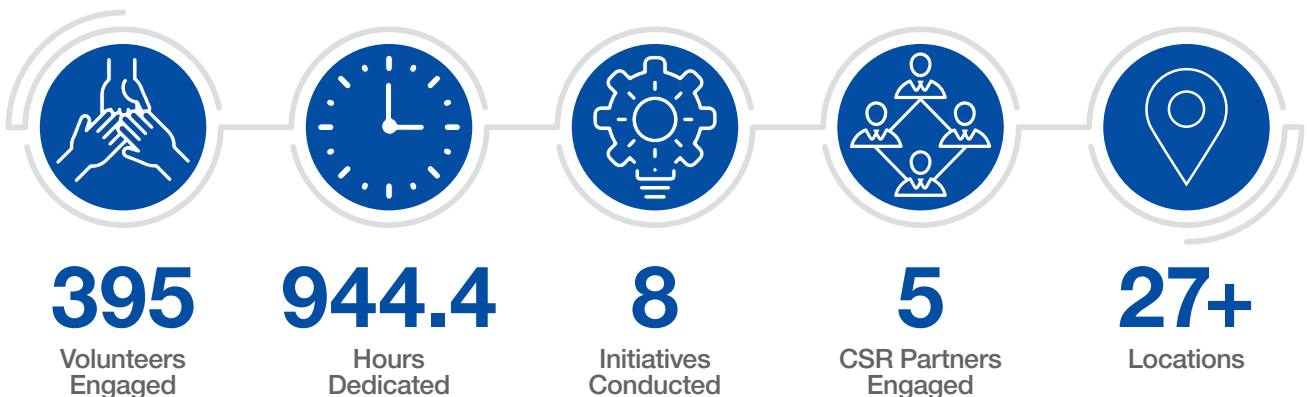 395
Volunteers
Engaged
944.4
Hours
Dedicated
8
Initiatives
Conducted
5
CSR Partners
Engaged
27+
Locations